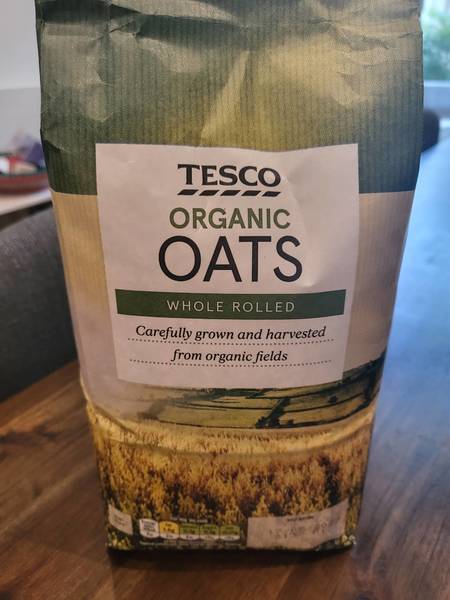 TESCO
ORGANIC
OATS
WHOLE ROLLED
Carefully grown and harvested
from organic fields